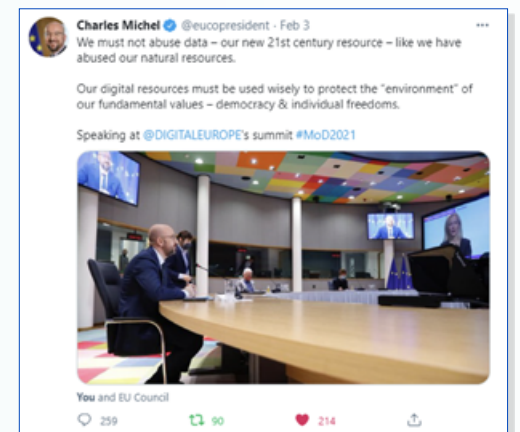 Charles Michel @eucopresident · Feb 3
We must not abuse data – our new 21st century resource – like we have
abused our natural resources.
Our digital resources must be used wisely to protect the "environment" of
our fundamental values – democracy & individual freedoms.
Speaking at @DIGITALEUROPE's summit #MoD2021
You and EU Council
259 90 214